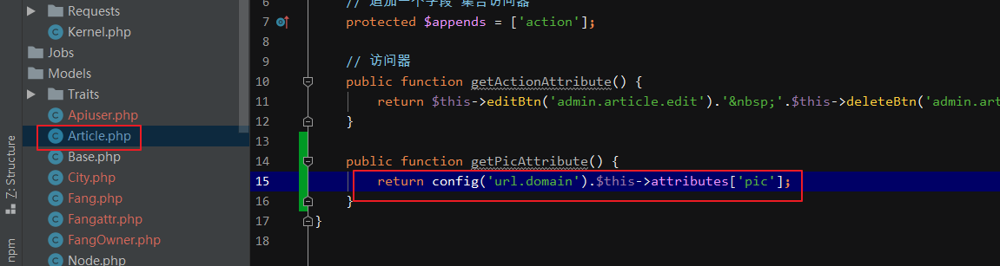 Requests
Kernel.php
Jobs
Models
Traits
Apiuser.php
Article.php
Base.php
City.php
Fang.php
Fangattr.php
FangOwner.php
Node.php
Z: Structure
npm
6 // 追加一个字段 集合访问器
7 protected $appends = ['action'];
8
9 // 访问器
10 public function getActionAttribute() {
11 return $this->editBtn('admin.article.edit').'&nbsp;'.$this->deleteBtn('admin.art
12 }
13
14 public function getPicAttribute() {
15 return config('url.domain').$this->attributes['pic'];
16 }
17 }
18